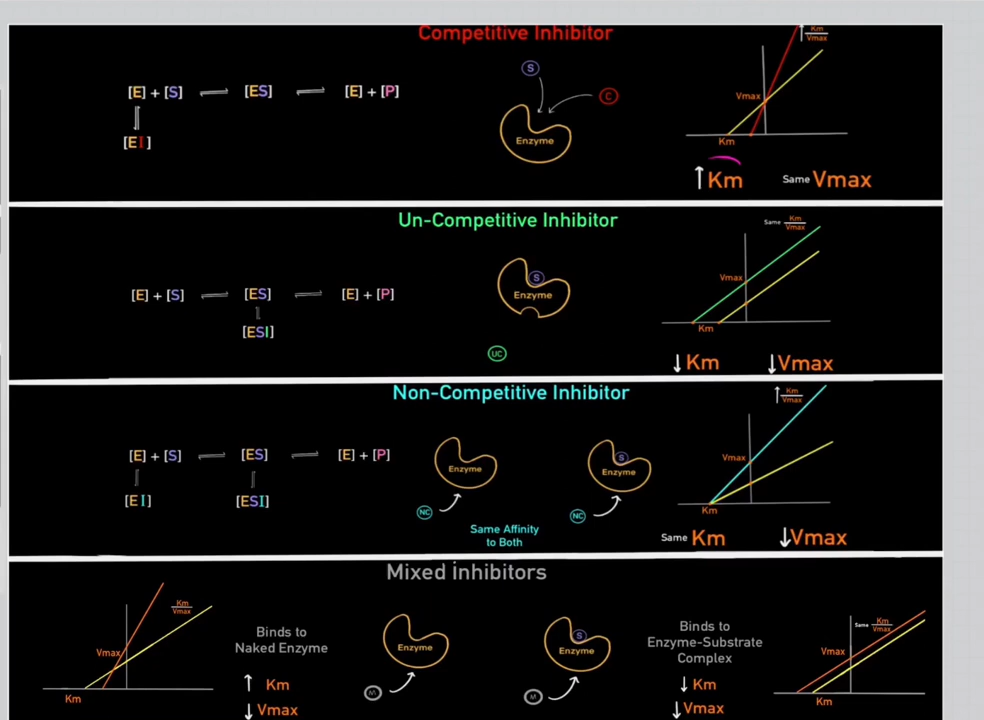 Competitive Inhibitor
[E] + [S] ⇌ [ES] ⇌ [E] + [P]
[EI]
S
C
Enzyme
↑ Km/Vmax
Vmax
Km
↑ Km
Same Vmax
Un-Competitive Inhibitor
[E] + [S] ⇌ [ES] ⇌ [E] + [P]
[ESI]
S
Enzyme
UC
Same Km/Vmax
Vmax
Km
↓ Km
↓ Vmax
Non-Competitive Inhibitor
[E] + [S] ⇌ [ES] ⇌ [E] + [P]
[EI]
[ESI]
Enzyme
NC
S
Enzyme
NC
Same Affinity
to Both
↑ Km/Vmax
Vmax
Km
Same Km
↓ Vmax
Mixed Inhibitors
Km/Vmax
Vmax
Km
Binds to
Naked Enzyme
↑ Km
↓ Vmax
Enzyme
M
S
Enzyme
M
Binds to
Enzyme-Substrate
Complex
↓ Km
↓ Vmax
Same Km/Vmax
Vmax
Km